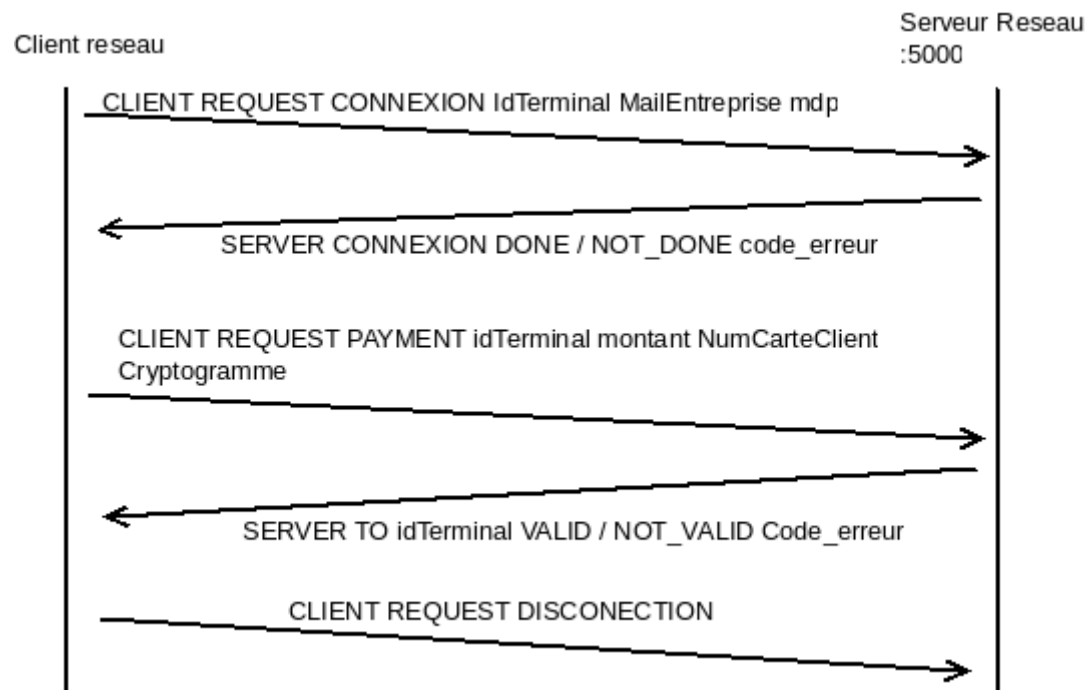 Client reseau
Serveur Reseau
:5000
CLIENT REQUEST CONNEXION IdTerminal MailEntreprise mdp
SERVER CONNEXION DONE / NOT_DONE code_erreur
CLIENT REQUEST PAYMENT idTerminal montant NumCarteClient
Cryptogramme
SERVER TO idTerminal VALID / NOT_VALID Code_erreur
CLIENT REQUEST DISCONECTION